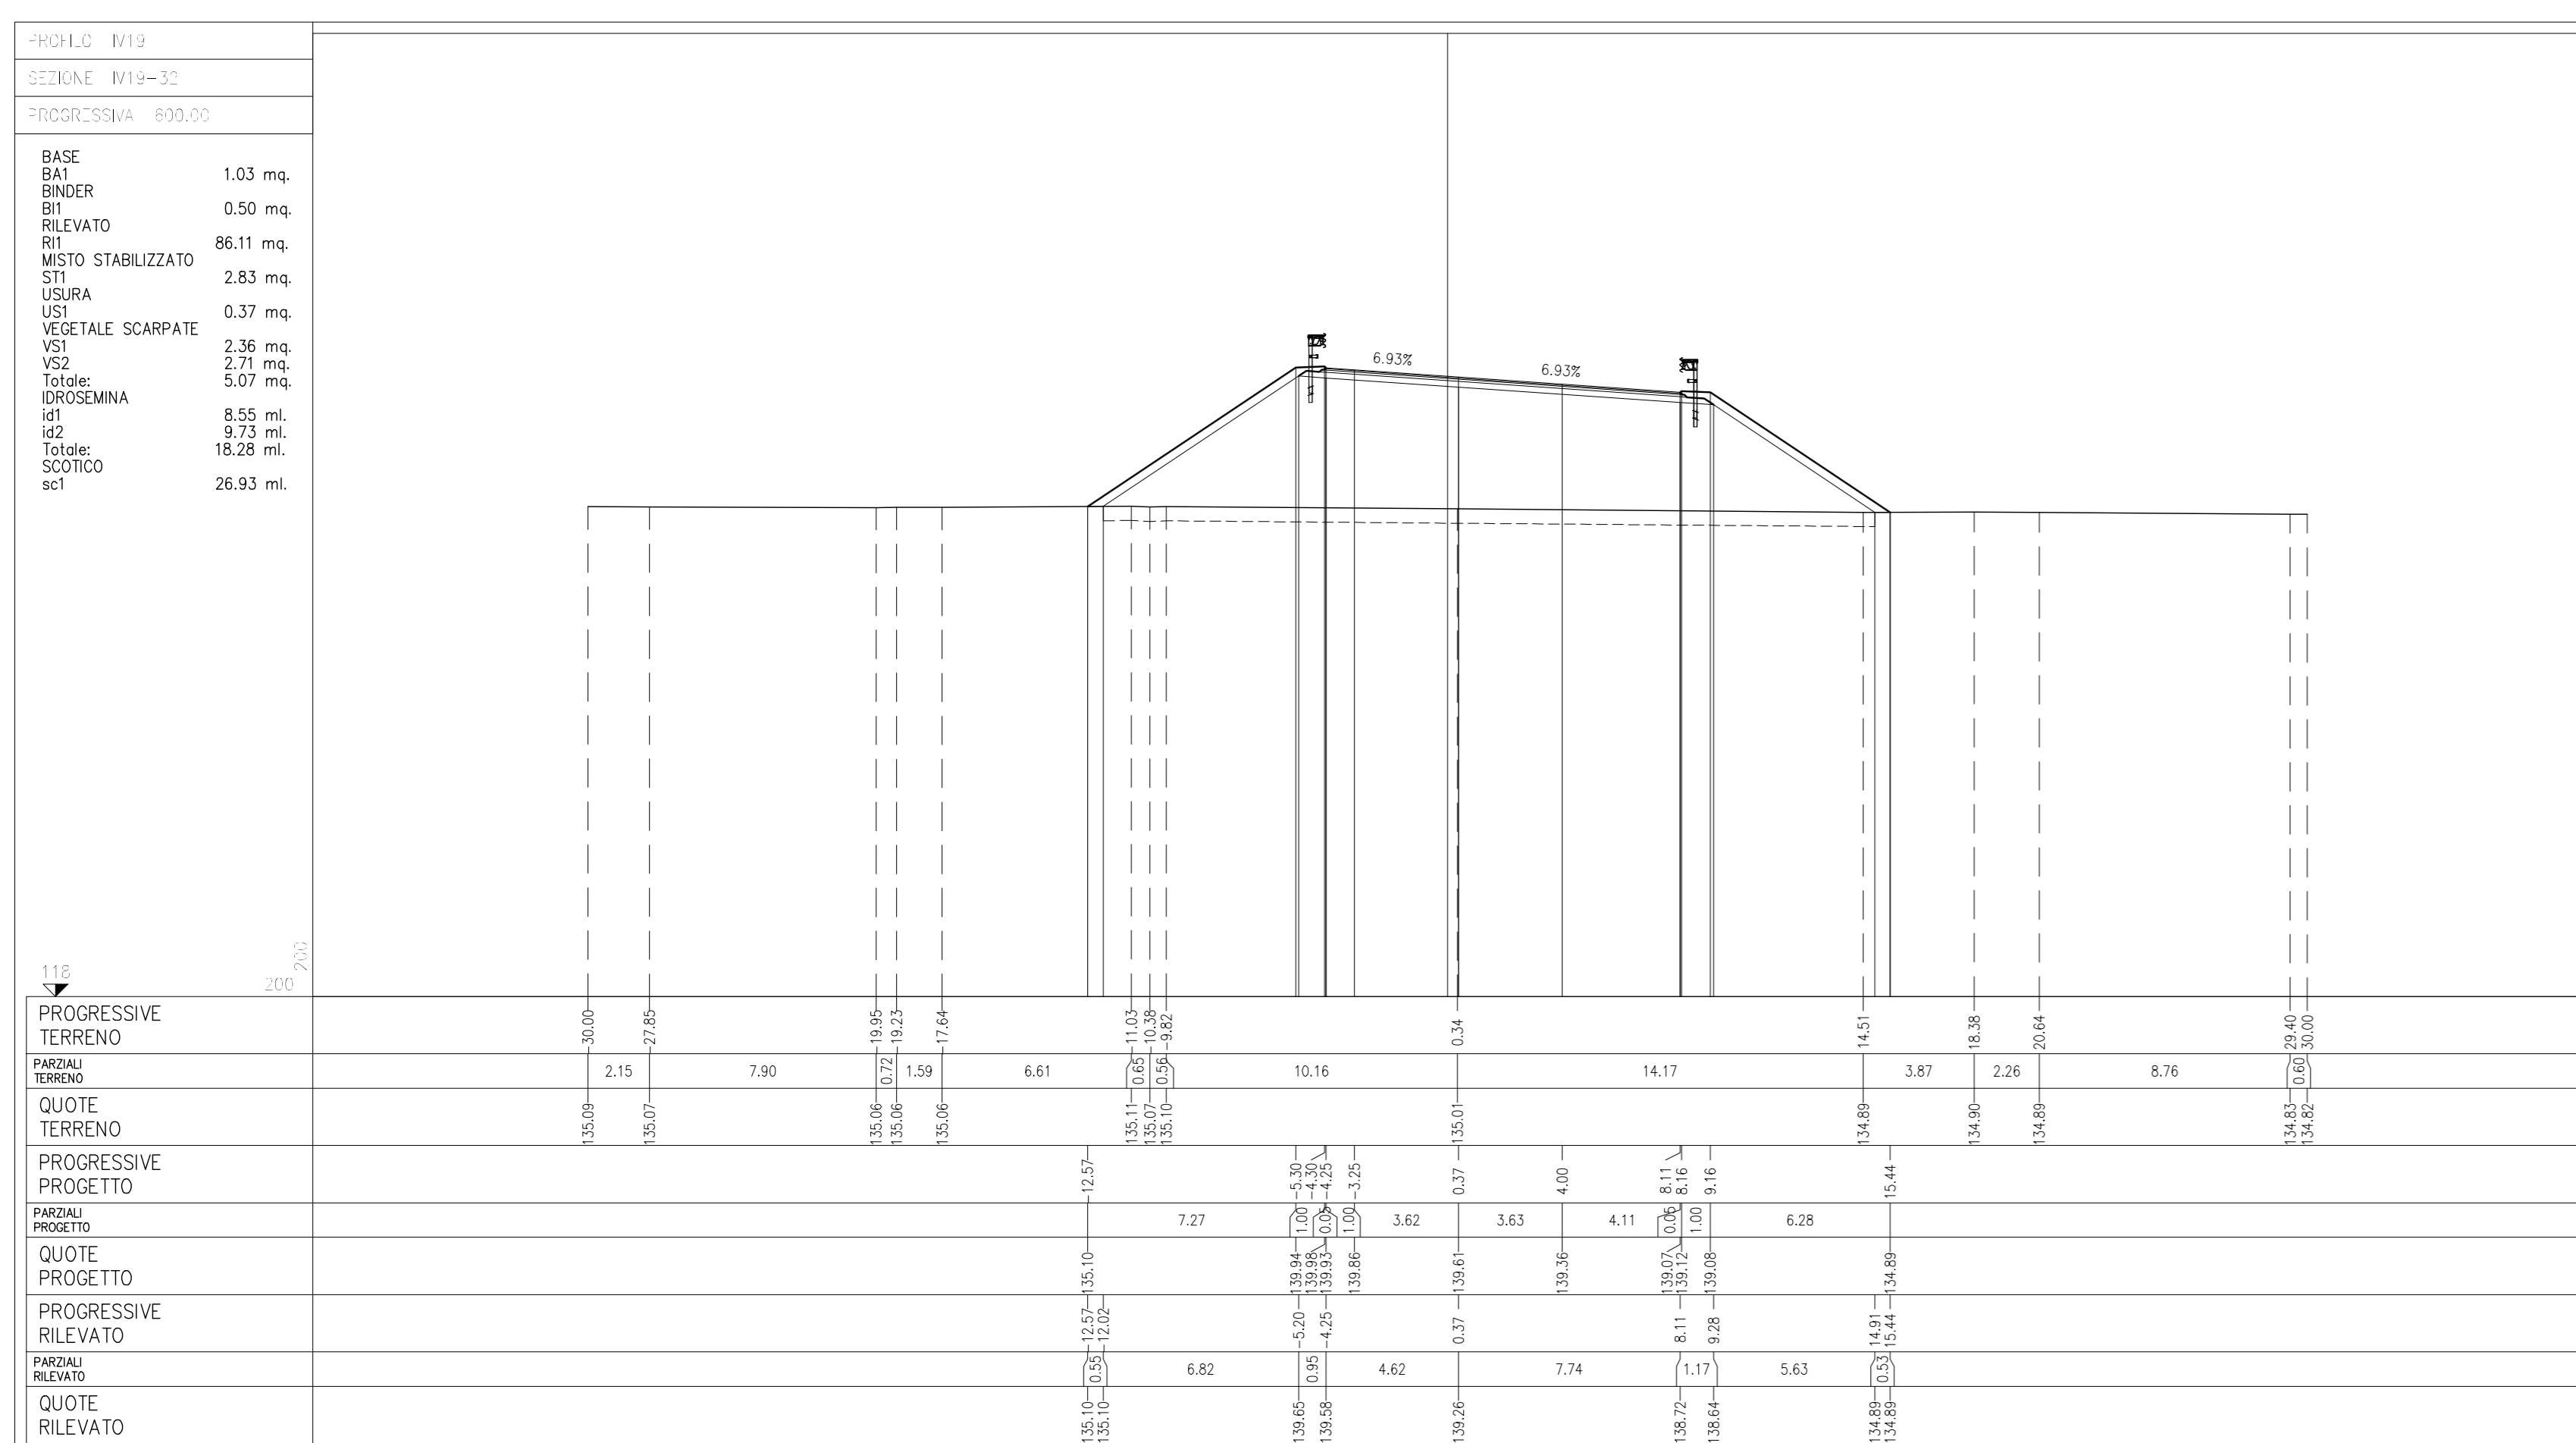 PROFILO IV19
SEZIONE IV19-32
PROGRESSIVA 600.00
BASE
BA1 1.03 mq.
BINDER
BI1 0.50 mq.
RILEVATO
RI1 86.11 mq.
MISTO STABILIZZATO
ST1 2.83 mq.
USURA
US1 0.37 mq.
VEGETALE SCARPATE
VS1 2.36 mq.
VS2 2.71 mq.
Totale: 5.07 mq.
IDROSEMINA
id1 8.55 ml.
id2 9.73 ml.
Totale: 18.28 ml.
SCOTICO
sc1 26.93 ml.
6.93% 6.93%
118 200 200
PROGRESSIVE
TERRENO
-30.00 -27.85 -19.95 -19.23 -17.64 -11.03 -10.38 -9.82 0.34 14.51 18.38 20.64 29.40 30.00
PARZIALI
TERRENO
2.15 7.90 0.72 1.59 6.61 0.65 0.56 10.16 14.17 3.87 2.26 8.76 0.60
QUOTE
TERRENO
135.09 135.07 135.06 135.06 135.06 135.11 135.07 135.10 135.01 134.89 134.90 134.89 134.83 134.82
PROGRESSIVE
PROGETTO
-12.57 -5.30 -4.30 -4.25 -3.25 0.37 4.00 8.11 8.16 9.16 15.44
PARZIALI
PROGETTO
7.27 1.00 0.05 1.00 3.62 3.63 4.11 0.05 1.00 6.28
QUOTE
PROGETTO
135.10 139.94 139.98 139.93 139.86 139.61 139.36 139.07 139.12 139.08 134.89
PROGRESSIVE
RILEVATO
-12.57 -12.02 -5.20 -4.25 0.37 8.11 9.28 14.91 15.44
PARZIALI
RILEVATO
0.55 6.82 0.95 4.62 7.74 1.17 5.63 0.53
QUOTE
RILEVATO
135.10 135.10 139.65 139.58 139.26 138.72 138.64 134.89 134.89